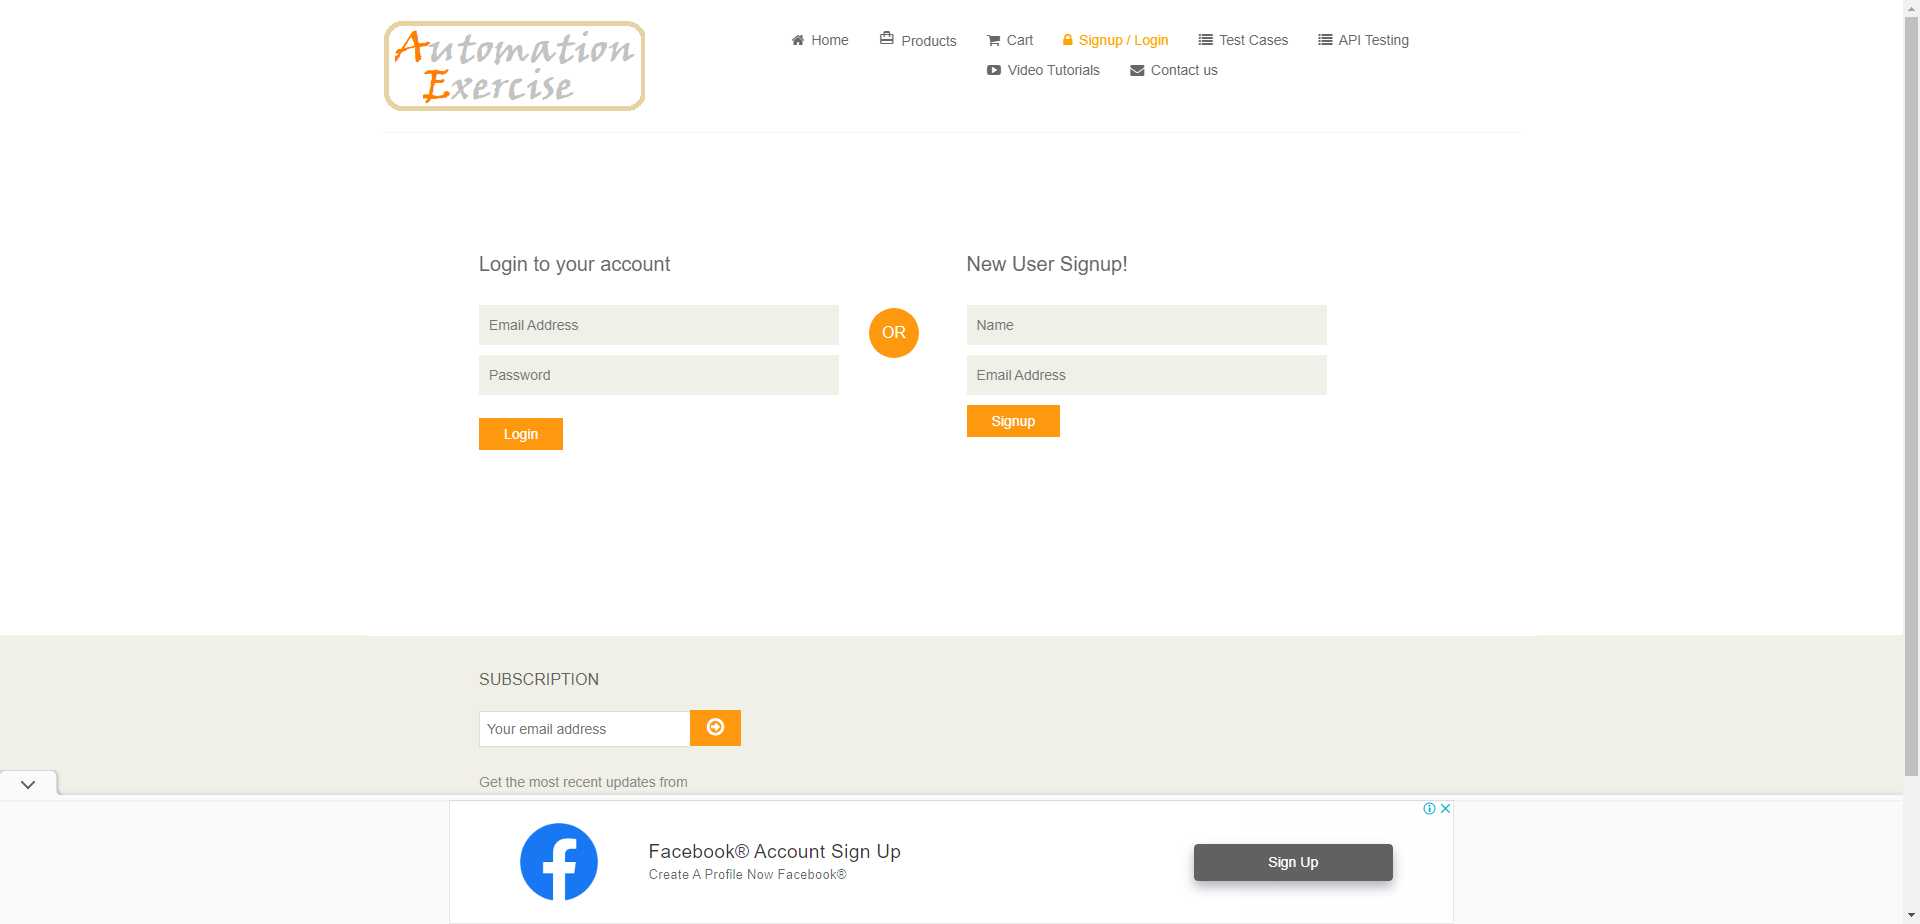 Automation
Exercise
Home
Products
Cart
Signup / Login
Test Cases
API Testing
Video Tutorials
Contact us
Login to your account
Email Address
Password
Login
OR
New User Signup!
Name
Email Address
Signup
SUBSCRIPTION
Your email address
Get the most recent updates from
Facebook® Account Sign Up
Create A Profile Now Facebook®
Sign Up